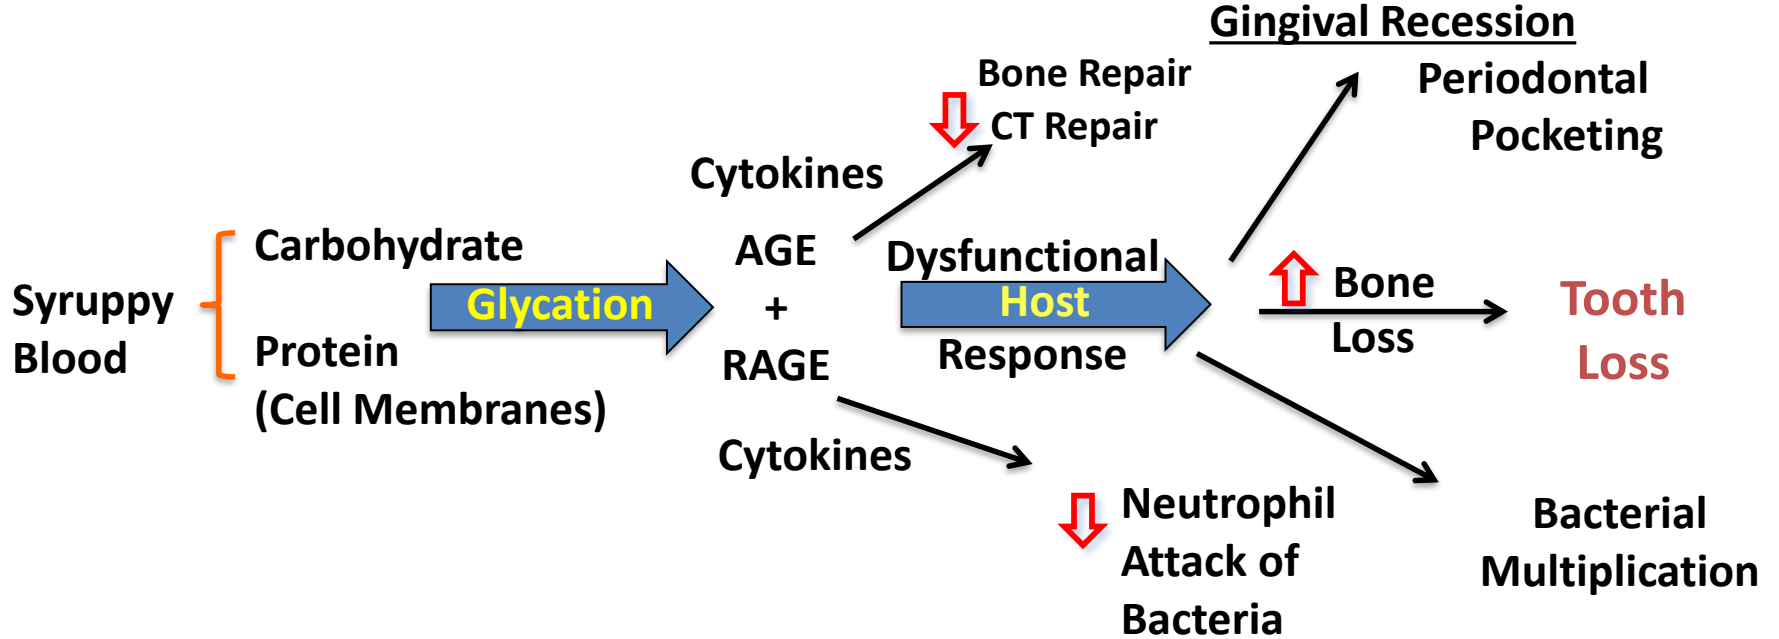 Syruppy
Blood
Carbohydrate
Protein
(Cell Membranes)
Glycation
Cytokines
AGE
+
RAGE
Cytokines
Bone Repair
CT Repair
Dysfunctional
Host
Response
Neutrophil
Attack of
Bacteria
Gingival Recession
Periodontal
Pocketing
Bone
Loss
Tooth
Loss
Bacterial
Multiplication